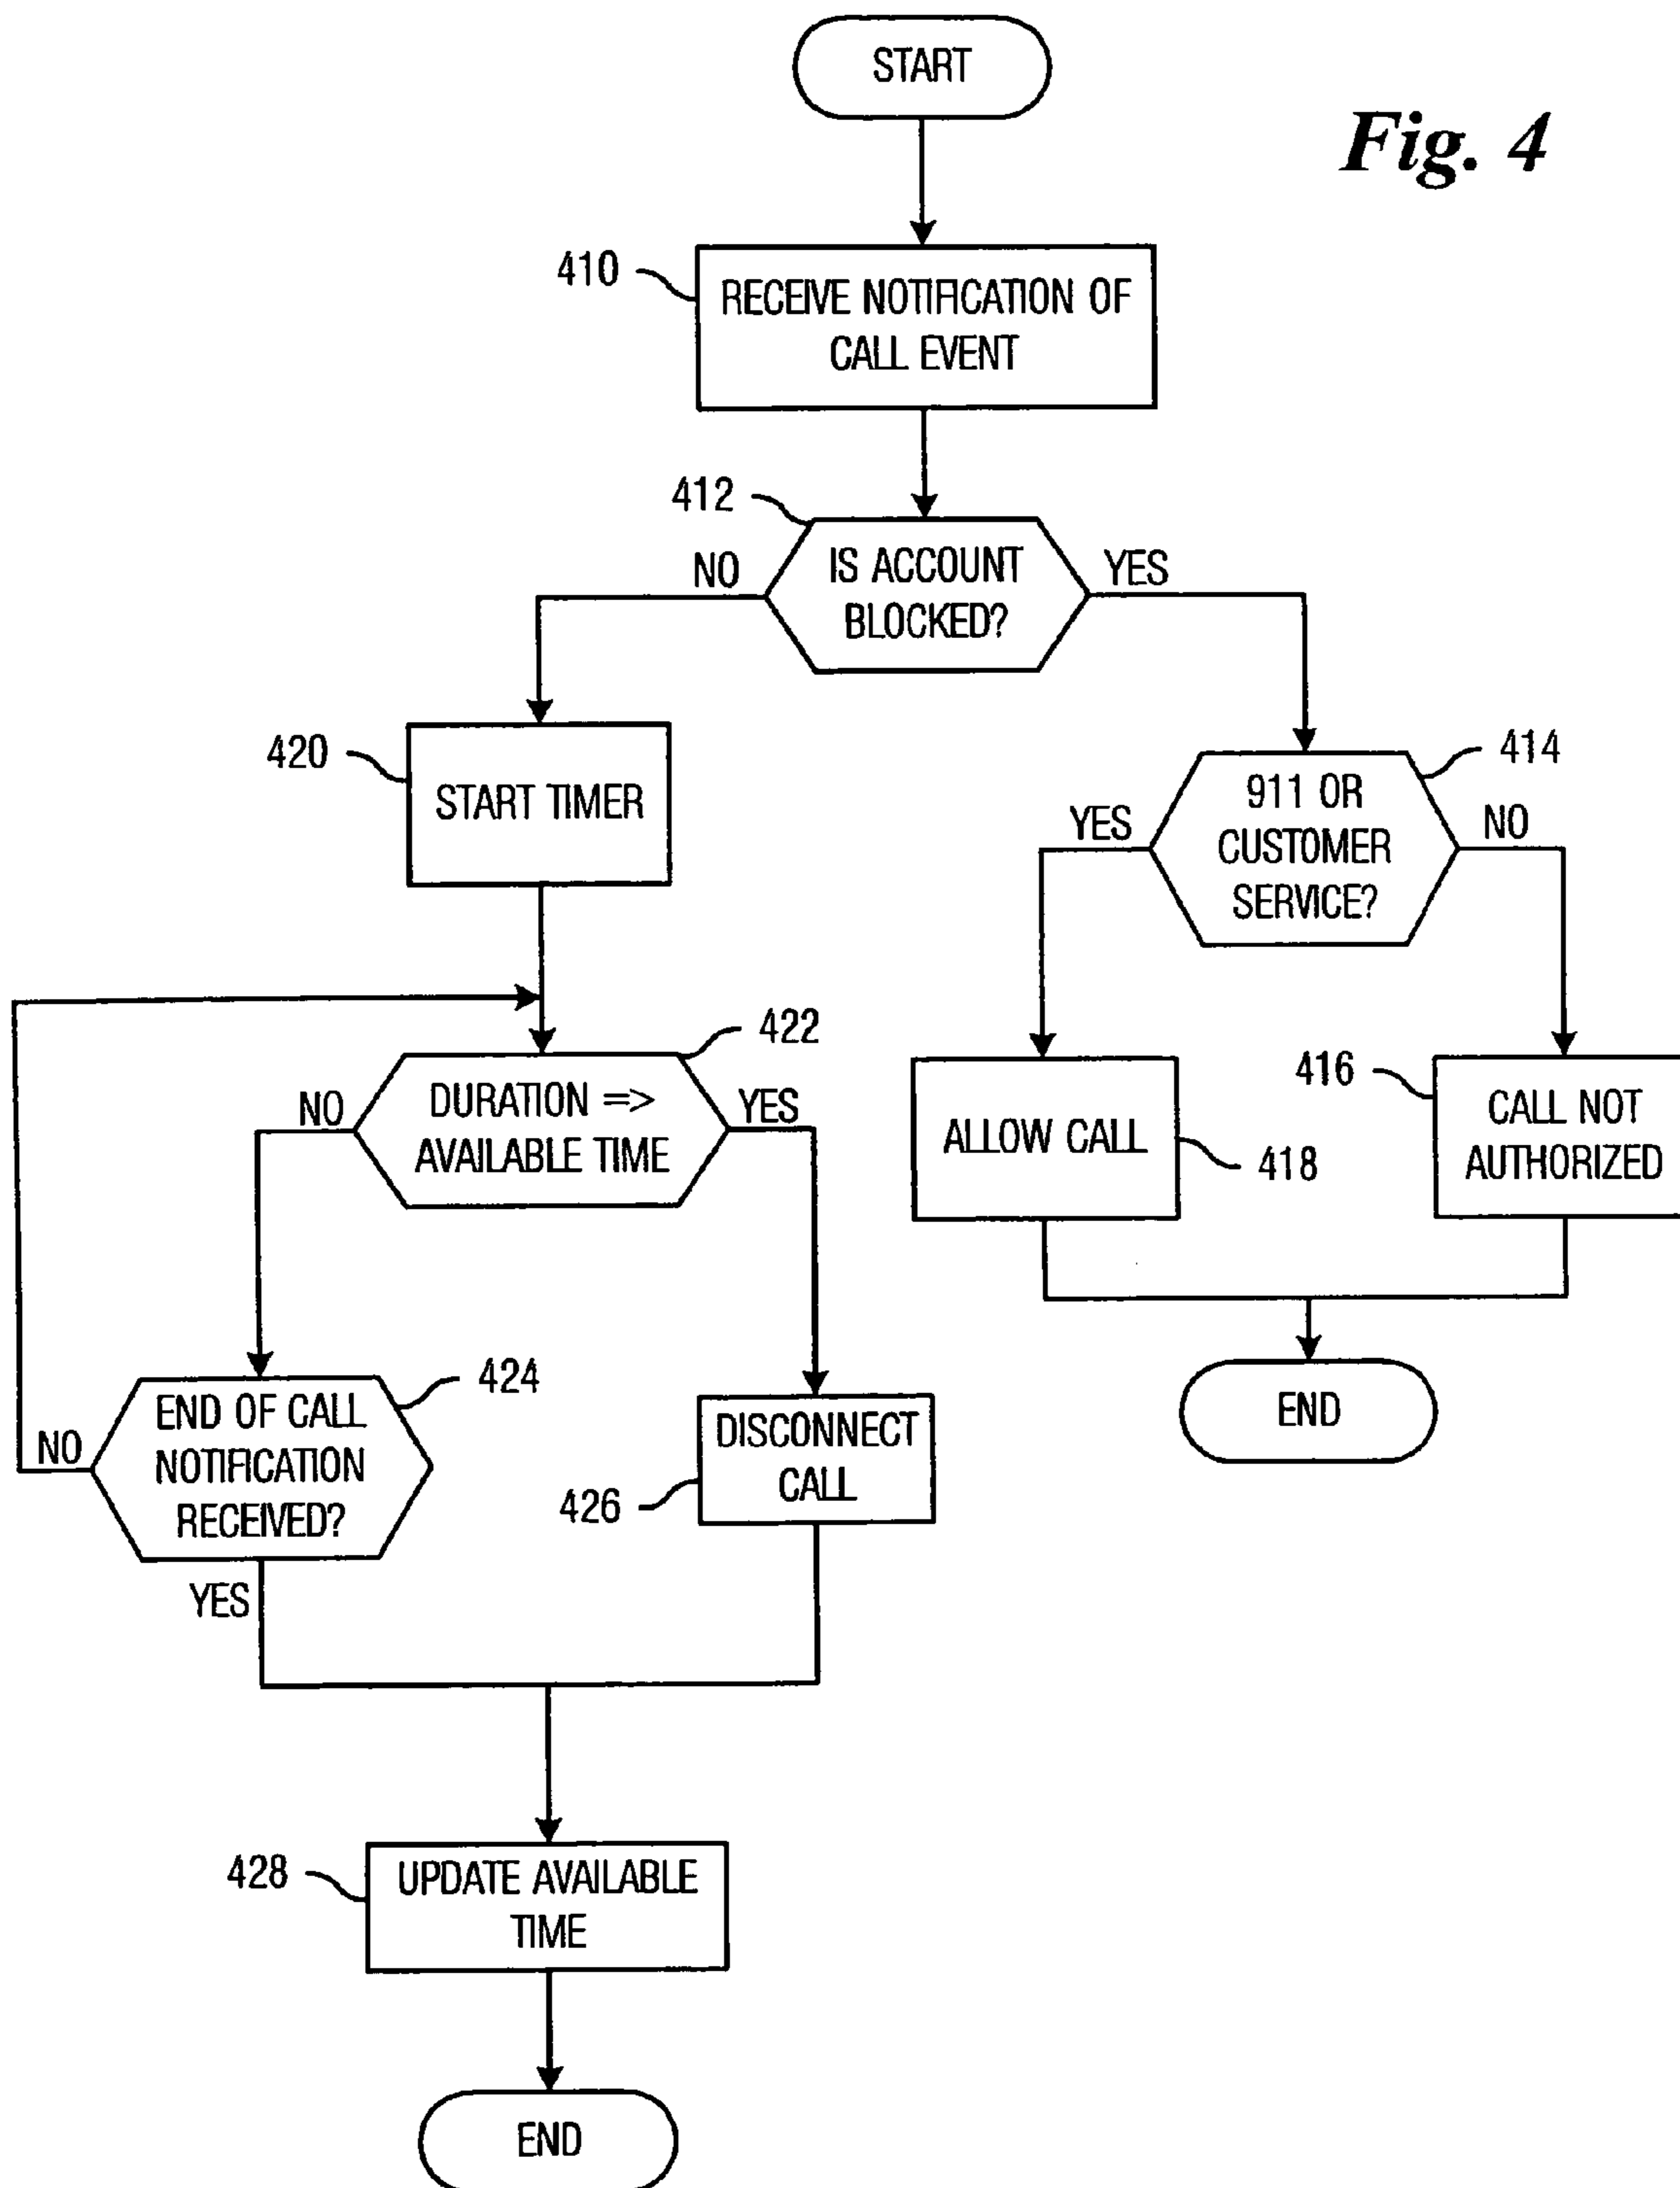 START
Fig. 4
410
RECEIVE NOTIFICATION OF
CALL EVENT
412
IS ACCOUNT
BLOCKED?
NO
YES
420
START TIMER
414
911 OR
CUSTOMER
SERVICE?
YES
NO
422
DURATION =>
AVAILABLE TIME
NO
YES
ALLOW CALL
418
416
CALL NOT
AUTHORIZED
424
END OF CALL
NOTIFICATION
RECEIVED?
NO
YES
DISCONNECT
CALL
426
END
428
UPDATE AVAILABLE
TIME
END